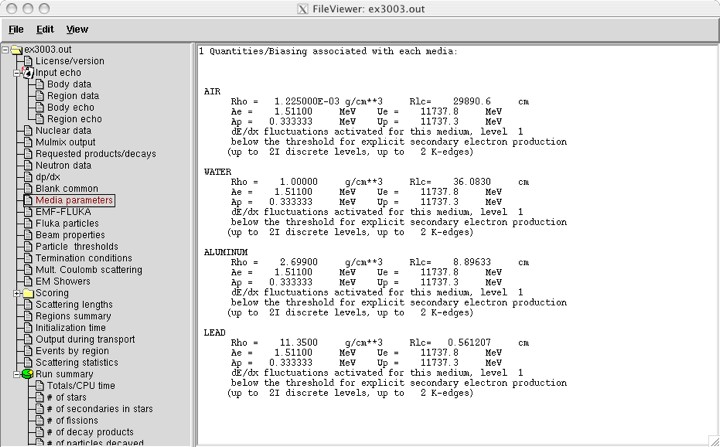 FileViewer: ex3003.out
File Edit View
ex3003.out
License/version
Input echo
Body data
Region data
Body echo
Region echo
Nuclear data
Mulmix output
Requested products/decays
Neutron data
dp/dx
Blank common
Media parameters
EMF-FLUKA
Fluka particles
Beam properties
Particle thresholds
Termination conditions
Mult. Coulomb scattering
EM Showers
Scoring
Scattering lengths
Regions summary
Initialization time
Output during transport
Events by region
Scattering statistics
Run summary
Totals/CPU time
# of stars
# of secondaries in stars
# of fissions
# of decay products
# of particles decayed
1 Quantities/Biasing associated with each media:
AIR
Rho = 1.225000E-03 g/cm**3 Rlc= 29890.6 cm
Ae = 1.51100 MeV Ue = 11737.8 MeV
Ap = 0.333333 MeV Up = 11737.3 MeV
dE/dx fluctuations activated for this medium, level 1
below the threshold for explicit secondary electron production
(up to 2I discrete levels, up to 2 K-edges)
WATER
Rho = 1.00000 g/cm**3 Rlc= 36.0830 cm
Ae = 1.51100 MeV Ue = 11737.8 MeV
Ap = 0.333333 MeV Up = 11737.3 MeV
dE/dx fluctuations activated for this medium, level 1
below the threshold for explicit secondary electron production
(up to 2I discrete levels, up to 2 K-edges)
ALUMINUM
Rho = 2.69900 g/cm**3 Rlc= 8.89633 cm
Ae = 1.51100 MeV Ue = 11737.8 MeV
Ap = 0.333333 MeV Up = 11737.3 MeV
dE/dx fluctuations activated for this medium, level 1
below the threshold for explicit secondary electron production
(up to 2I discrete levels, up to 2 K-edges)
LEAD
Rho = 11.3500 g/cm**3 Rlc= 0.561207 cm
Ae = 1.51100 MeV Ue = 11737.8 MeV
Ap = 0.333333 MeV Up = 11737.3 MeV
dE/dx fluctuations activated for this medium, level 1
below the threshold for explicit secondary electron production
(up to 2I discrete levels, up to 2 K-edges)